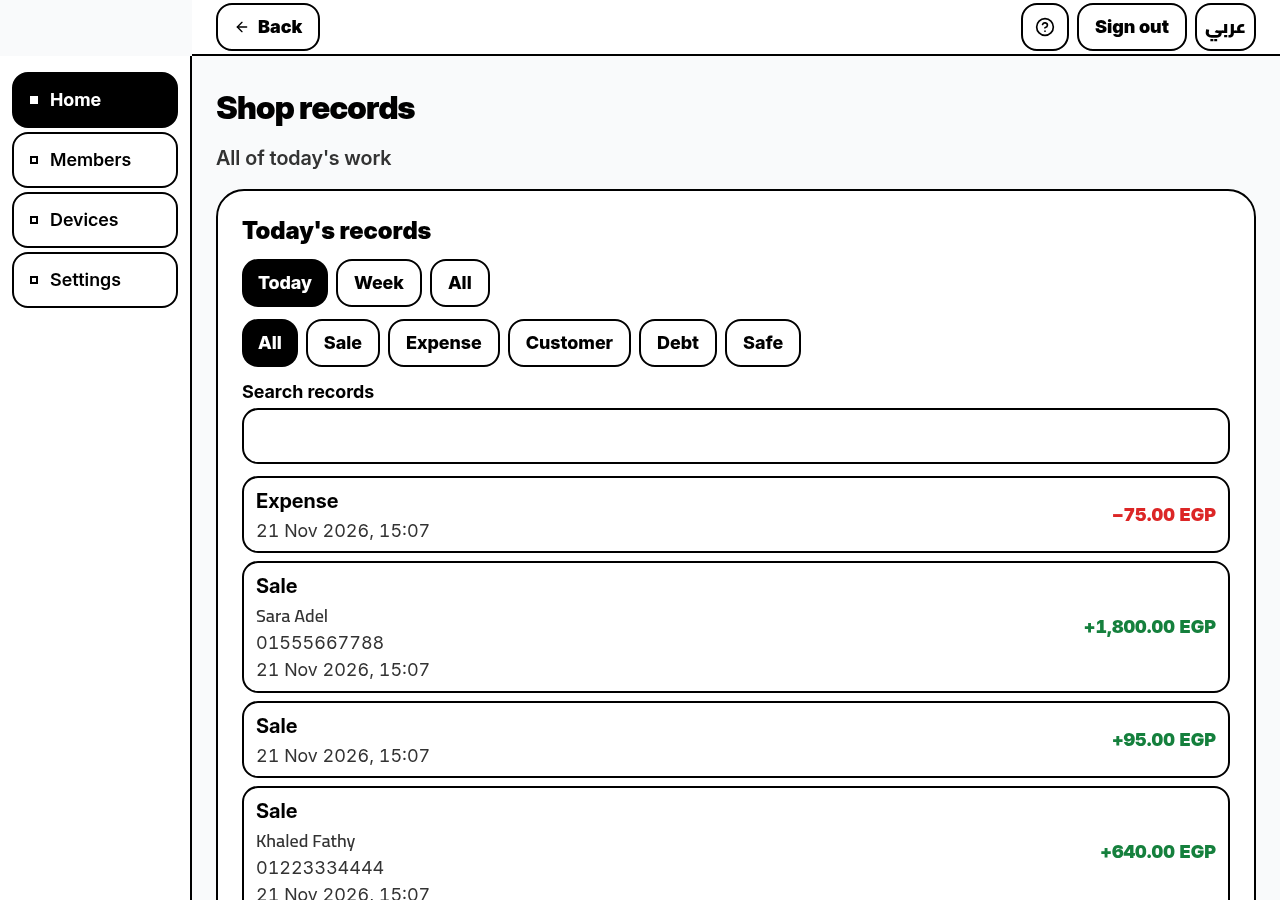 Back
Sign out
عربي
Home
Members
Devices
Settings
Shop records
All of today's work
Today's records
Today Week All
All Sale Expense Customer Debt Safe
Search records
Expense
21 Nov 2026, 15:07
−75.00 EGP
Sale
Sara Adel
01555667788
21 Nov 2026, 15:07
+1,800.00 EGP
Sale
21 Nov 2026, 15:07
+95.00 EGP
Sale
Khaled Fathy
01223334444
21 Nov 2026, 15:07
+640.00 EGP